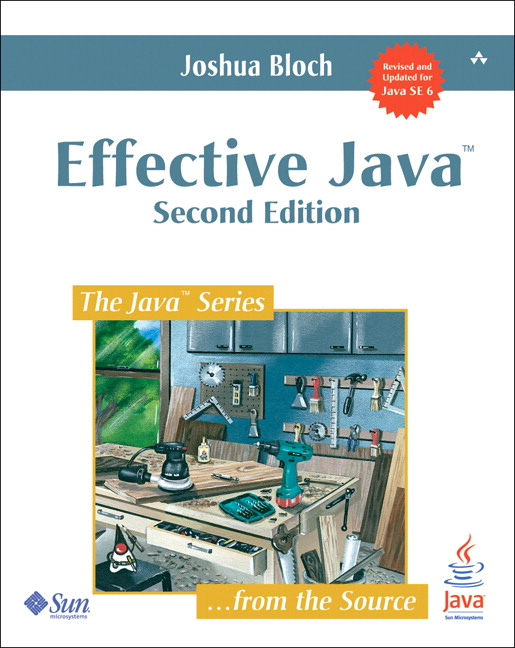 Joshua Bloch
Revised and
Updated for
Java SE 6
Effective Java™
Second Edition
The Java™ Series
...from the Source
Sun
microsystems
Java
Sun Microsystems